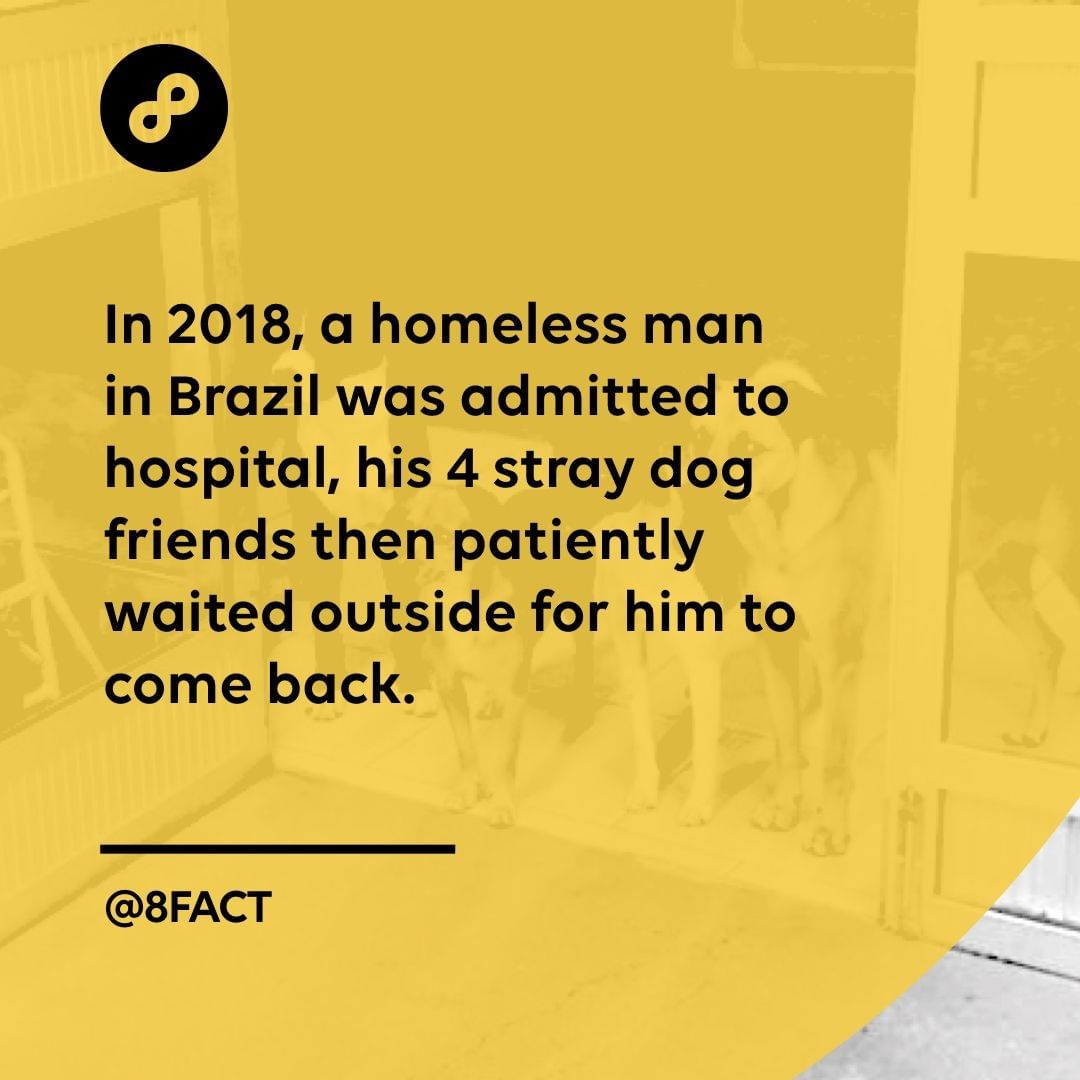 In 2018, a homeless man
in Brazil was admitted to
hospital, his 4 stray dog
friends then patiently
waited outside for him to
come back.
@8FACT